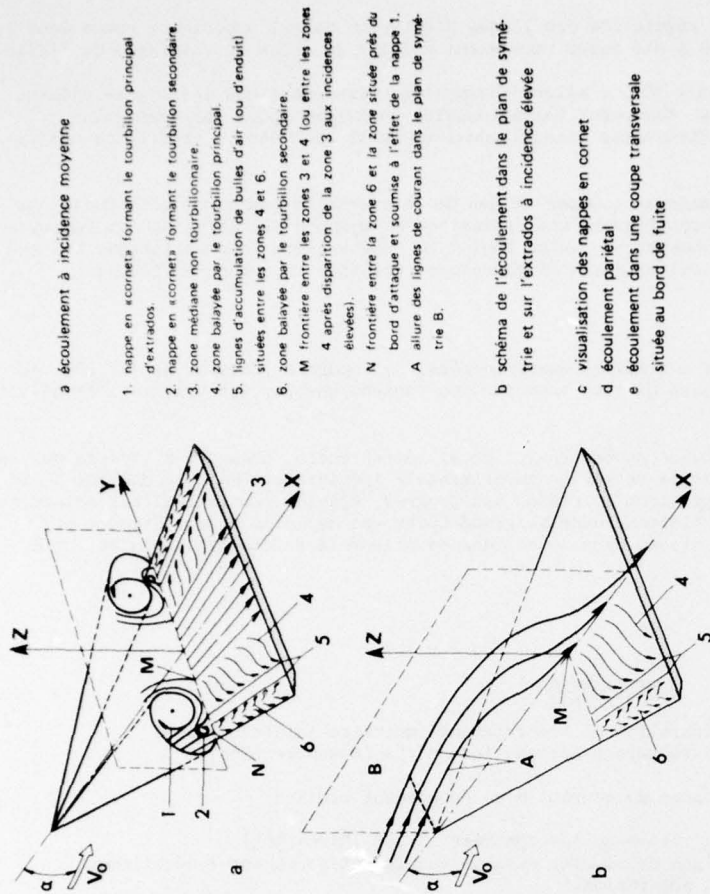 a écoulement à incidence moyenne
1. nappe en «cornet» formant le tourbillon principal
d'extrados.
2. nappe en «cornet» formant le tourbillon secondaire.
3. zone médiane non tourbillonnaire.
4. zone balayée par le tourbillon principal.
5. lignes d'accumulation de bulles d'air (ou d'enduit)
situées entre les zones 4 et 6.
6. zone balayée par le tourbillon secondaire.
M frontière entre les zones 3 et 4 (ou entre les zones
4 après disparition de la zone 3 aux incidences
élevées).
N frontière entre la zone 6 et la zone située prés du
bord d'attaque et soumise à l'effet de la nappe 1.
A allure des lignes de courant dans le plan de symé-
trie B.
b schéma de l'écoulement dans le plan de symé-
trie et sur l'extrados à incidence élevée
c visualisation des nappes en cornet
d écoulement pariétal
e écoulement dans une coupe transversale
située au bord de fuite
Z
Y
X
α
V₀
1
2
M
N
3
4
5
6
a
Z
X
α
V₀
B
A
M
4
5
6
b